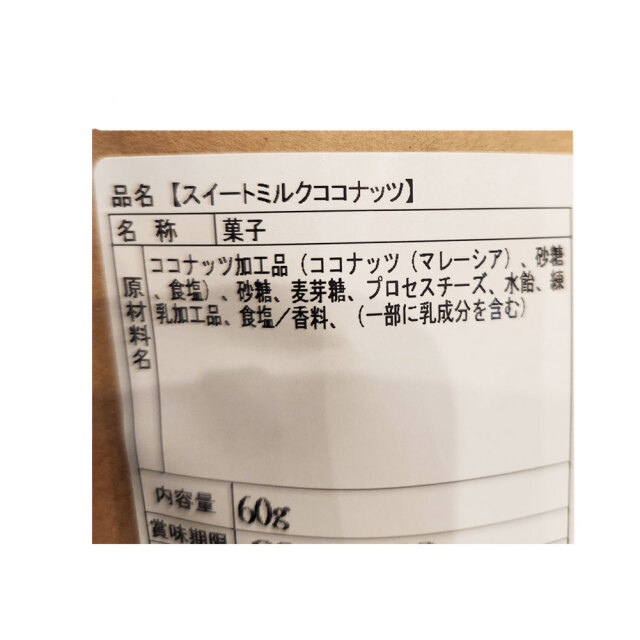 品名【スイートミルクココナッツ】
名 称 菓子
原材料名 ココナッツ加工品（ココナッツ（マレーシア）、砂糖
、食塩）、砂糖、麦芽糖、プロセスチーズ、水飴、練
乳加工品、食塩／香料、（一部に乳成分を含む）
内容量 60g
賞味期限